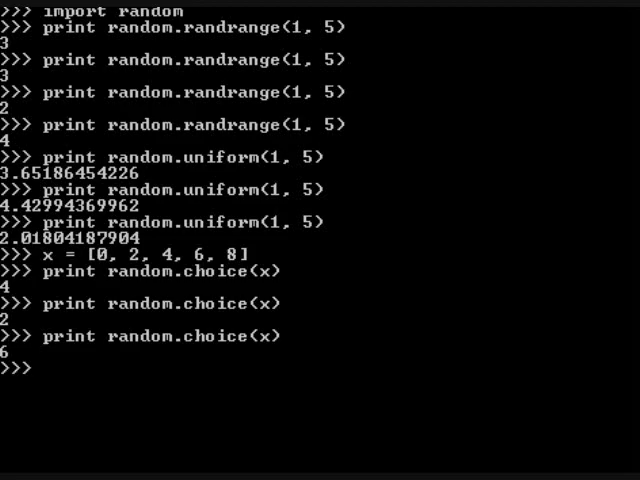 >>> import random
>>> print random.randrange(1, 5)
3
>>> print random.randrange(1, 5)
3
>>> print random.randrange(1, 5)
2
>>> print random.randrange(1, 5)
4
>>> print random.uniform(1, 5)
3.65186454226
>>> print random.uniform(1, 5)
4.42994369962
>>> print random.uniform(1, 5)
2.01804187904
>>> x = [0, 2, 4, 6, 8]
>>> print random.choice(x)
4
>>> print random.choice(x)
2
>>> print random.choice(x)
6
>>>